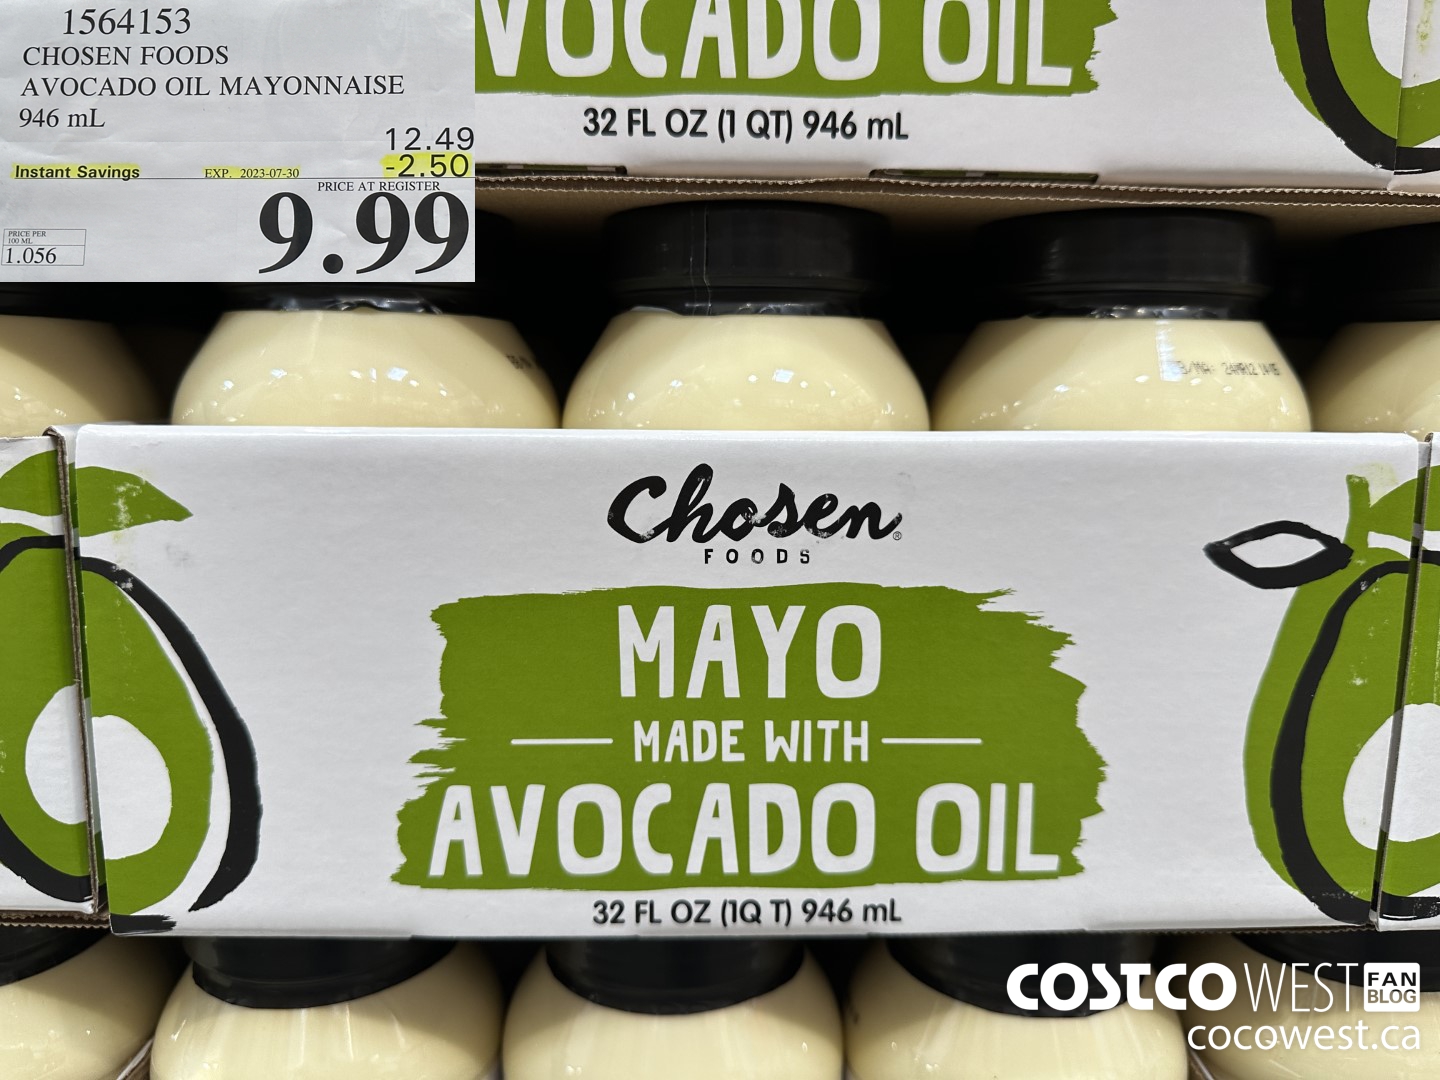 1564153
CHOSEN FOODS
AVOCADO OIL MAYONNAISE
946 mL
12.49
Instant Savings EXP. 2023-07-30 -2.50
PRICE AT REGISTER
9.99
PRICE PER
100 ML
1.056
VOCADO OIL
32 FL OZ (1 QT) 946 mL
Chosen®
FOODS
MAYO
MADE WITH
AVOCADO OIL
32 FL OZ (1Q T) 946 mL
COSTCO WEST FAN BLOG
cocowest.ca